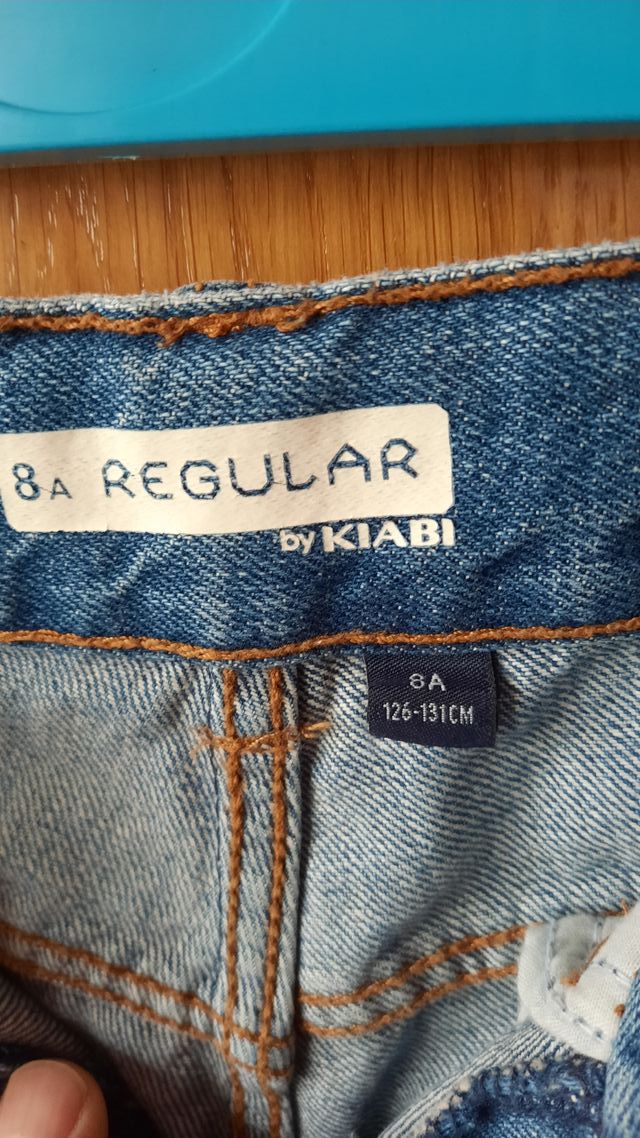 8A REGULAR
by KIABI
8A
126-131CM